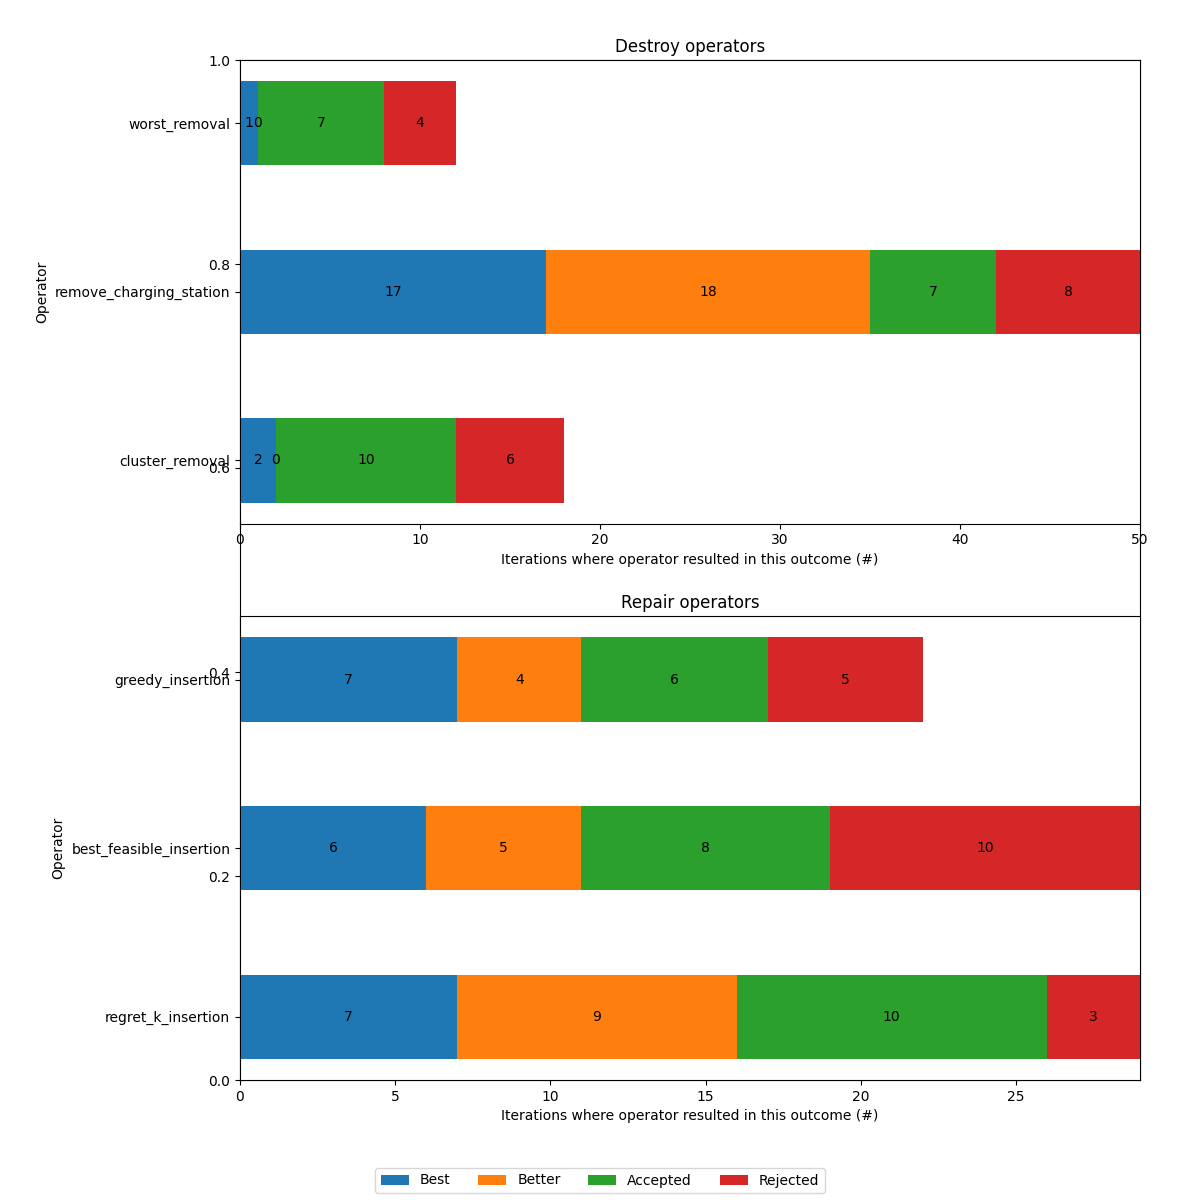 Destroy operators
1.0
worst_removal
1 0 7 4
0.8
Operator
remove_charging_station
17 18 7 8
cluster_removal
2 0 10 6
0.6
0 10 20 30 40 50
Iterations where operator resulted in this outcome (#)
Repair operators
0.4
greedy_insertion
7 4 6 5
Operator
best_feasible_insertion
6 5 8 10
0.2
regret_k_insertion
7 9 10 3
0.0
0 5 10 15 20 25
Iterations where operator resulted in this outcome (#)
Best Better Accepted Rejected